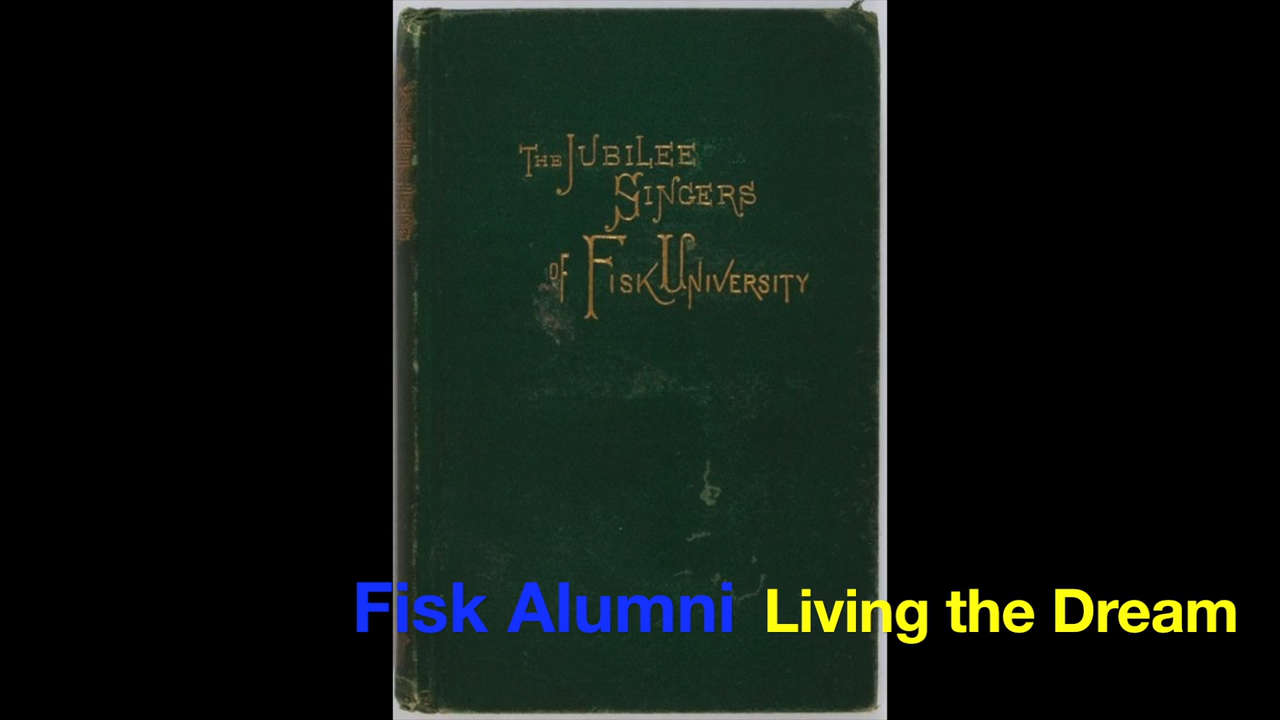 The Jubilee
Singers
of Fisk University
Fisk Alumni Living the Dream